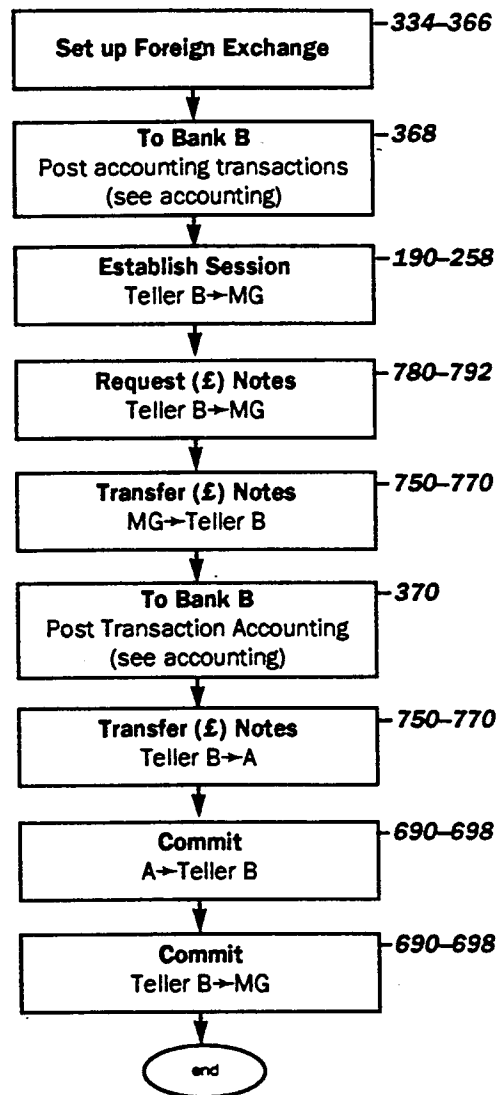 334–366
Set up Foreign Exchange
368
To Bank B
Post accounting transactions
(see accounting)
190–258
Establish Session
Teller B→MG
780–792
Request (£) Notes
Teller B→MG
750–770
Transfer (£) Notes
MG→Teller B
370
To Bank B
Post Transaction Accounting
(see accounting)
750–770
Transfer (£) Notes
Teller B→A
690–698
Commit
A→Teller B
690–698
Commit
Teller B→MG
end